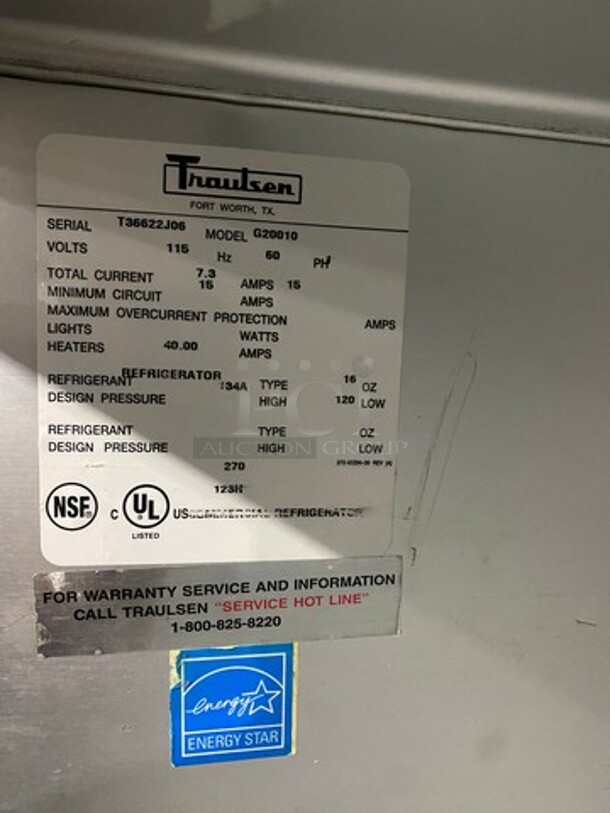 Traulsen
FORT WORTH, TX.
SERIAL T36622J06 MODEL G20010
VOLTS 115 Hz 60 PH
TOTAL CURRENT 7.3
15 AMPS 15
MINIMUM CIRCUIT AMPS
MAXIMUM OVERCURRENT PROTECTION AMPS
LIGHTS WATTS
HEATERS 40.00 AMPS
REFRIGERATOR
REFRIGERANT 134A TYPE 16 OZ
DESIGN PRESSURE HIGH 120 LOW
REFRIGERANT TYPE OZ
DESIGN PRESSURE HIGH LOW
AUCTION GROUP
270
123H
NSF® C UL US COMMERCIAL REFRIGERATOR
LISTED
FOR WARRANTY SERVICE AND INFORMATION
CALL TRAULSEN "SERVICE HOT LINE"
1-800-825-8220
energy
ENERGY STAR